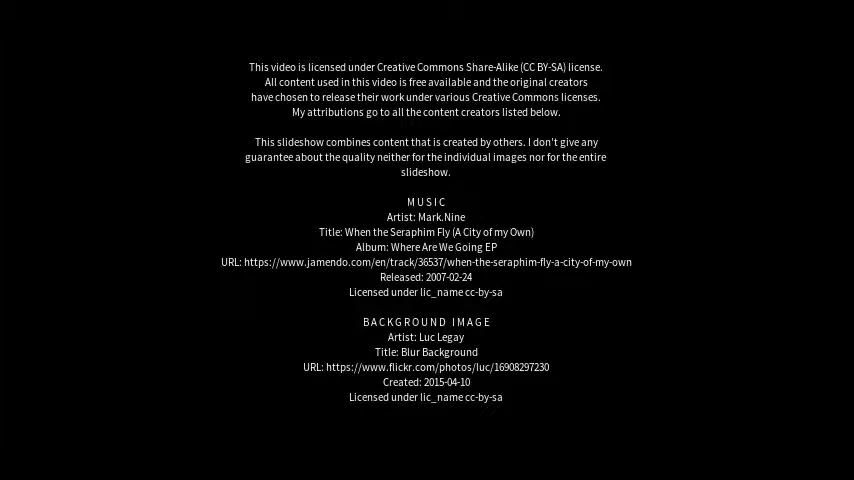 This video is licensed under Creative Commons Share-Alike (CC BY-SA) license.
All content used in this video is free available and the original creators
have chosen to release their work under various Creative Commons licenses.
My attributions go to all the content creators listed below.
This slideshow combines content that is created by others. I don't give any
guarantee about the quality neither for the individual images nor for the entire
slideshow.
MUSIC
Artist: Mark.Nine
Title: When the Seraphim Fly (A City of my Own)
Album: Where Are We Going EP
URL: https://www.jamendo.com/en/track/36537/when-the-seraphim-fly-a-city-of-my-own
Released: 2007-02-24
Licensed under lic_name cc-by-sa
BACKGROUND IMAGE
Artist: Luc Legay
Title: Blur Background
URL: https://www.flickr.com/photos/luc/16908297230
Created: 2015-04-10
Licensed under lic_name cc-by-sa